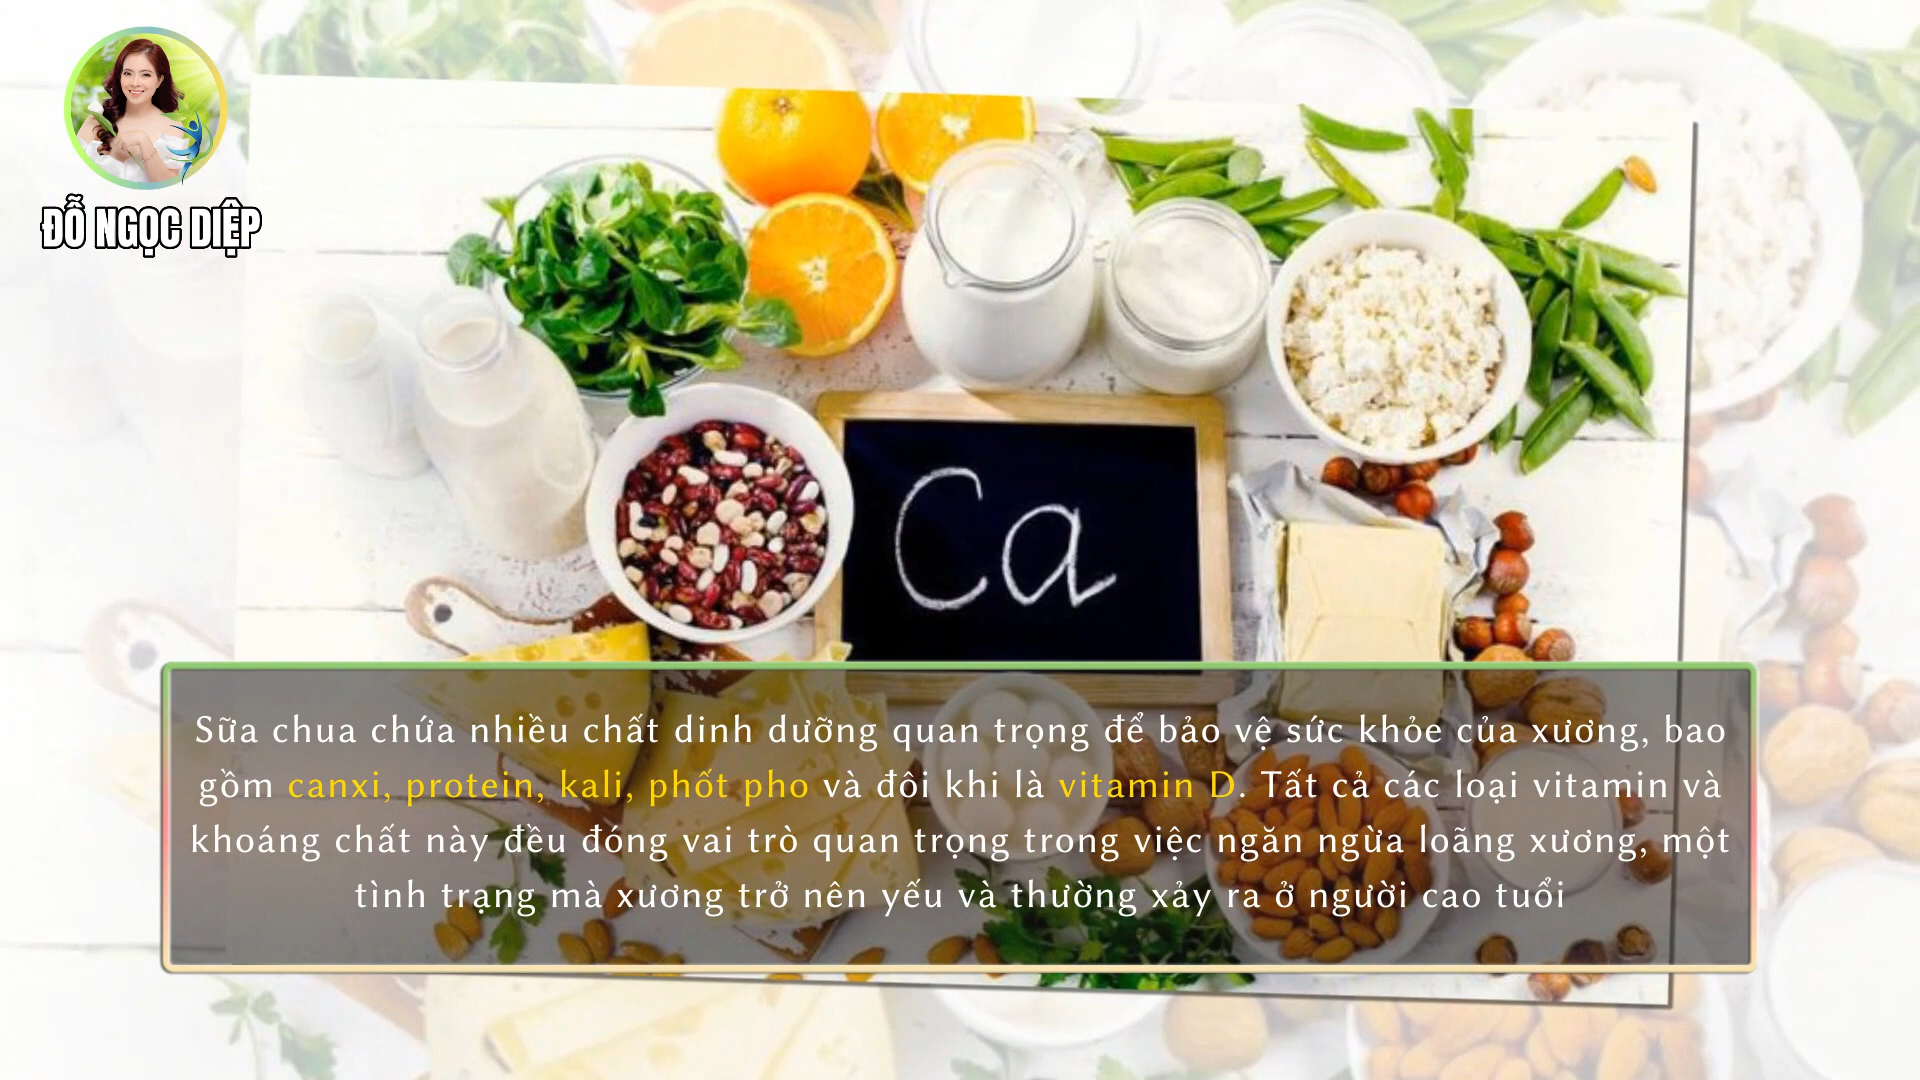 ĐỖ NGỌC DIỆP
Ca
Sữa chua chứa nhiều chất dinh dưỡng quan trọng để bảo vệ sức khỏe của xương, bao
gồm canxi, protein, kali, phốt pho và đôi khi là vitamin D. Tất cả các loại vitamin và
khoáng chất này đều đóng vai trò quan trọng trong việc ngăn ngừa loãng xương, một
tình trạng mà xương trở nên yếu và thường xảy ra ở người cao tuổi